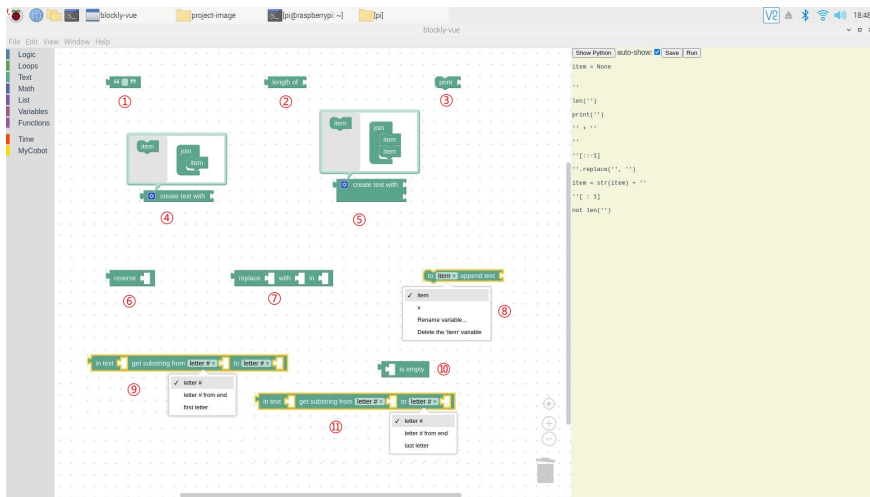 blockly-vue project-image [pi@raspberrypi: ~] [pi] V2 18:48
blockly-vue
File Edit View Window Help
Logic
Loops
Text
Math
List
Variables
Functions
Time
MyCobot
“ ” length of print
① ② ③
item join item
create text with
④
item join item item
create text with
⑤
reverse
⑥
replace with in
⑦
to item append text
✓ item
x
Rename variable...
Delete the 'item' variable
⑧
in text get substring from letter # to letter #
✓ letter #
letter # from end
first letter
⑨
is empty ⑩
in text get substring from letter # to letter #
✓ letter #
letter # from end
last letter
⑪
Show Python auto-show: Save Run
item = None
''
len('')
print('')
'' + ''
''
''[::-1]
''.replace('', '')
item = str(item) + ''
''[ : 1]
not len('')